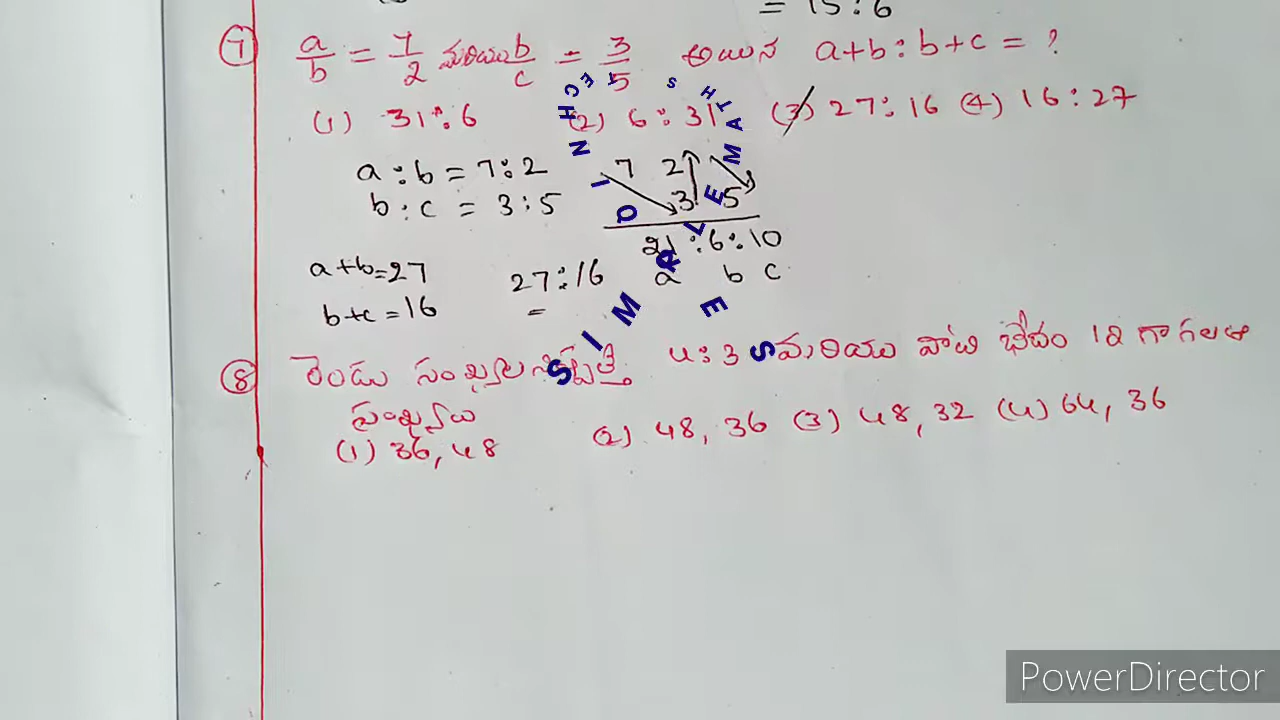 = 15:6
(7) a/b = 7/2 మరియు b/c = 3/5 అయిన a+b : b+c = ?
(1) 31:6 (2) 6:31 (3) 27:16 (4) 16:27
a:b = 7:2 7 2
b:c = 3:5 3 5
21:6:10
a+b=27 27:16 a b c
b+c=16 =
(8) రెండు సంఖ్యల నిష్పత్తి 4:3 మరియు వాటి భేదం 12 గా గల ఆ
సంఖ్యలు
(1) 36,48 (2) 48,36 (3) 48,32 (4) 64,36
SIMPLE MATHS TECHNIQES
PowerDirector